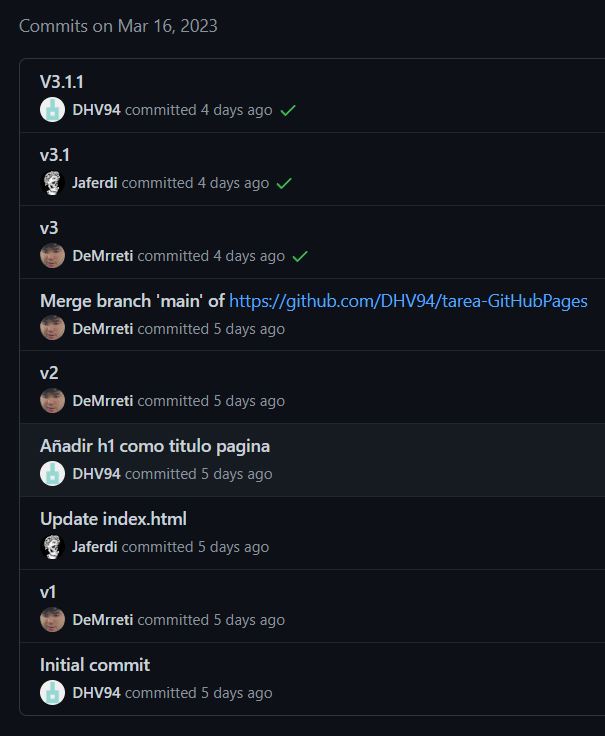 Commits on Mar 16, 2023
V3.1.1
DHV94 committed 4 days ago
v3.1
Jaferdi committed 4 days ago
v3
DeMrreti committed 4 days ago
Merge branch 'main' of https://github.com/DHV94/tarea-GitHubPages
DeMrreti committed 5 days ago
v2
DeMrreti committed 5 days ago
Añadir h1 como titulo pagina
DHV94 committed 5 days ago
Update index.html
Jaferdi committed 5 days ago
v1
DeMrreti committed 5 days ago
Initial commit
DHV94 committed 5 days ago